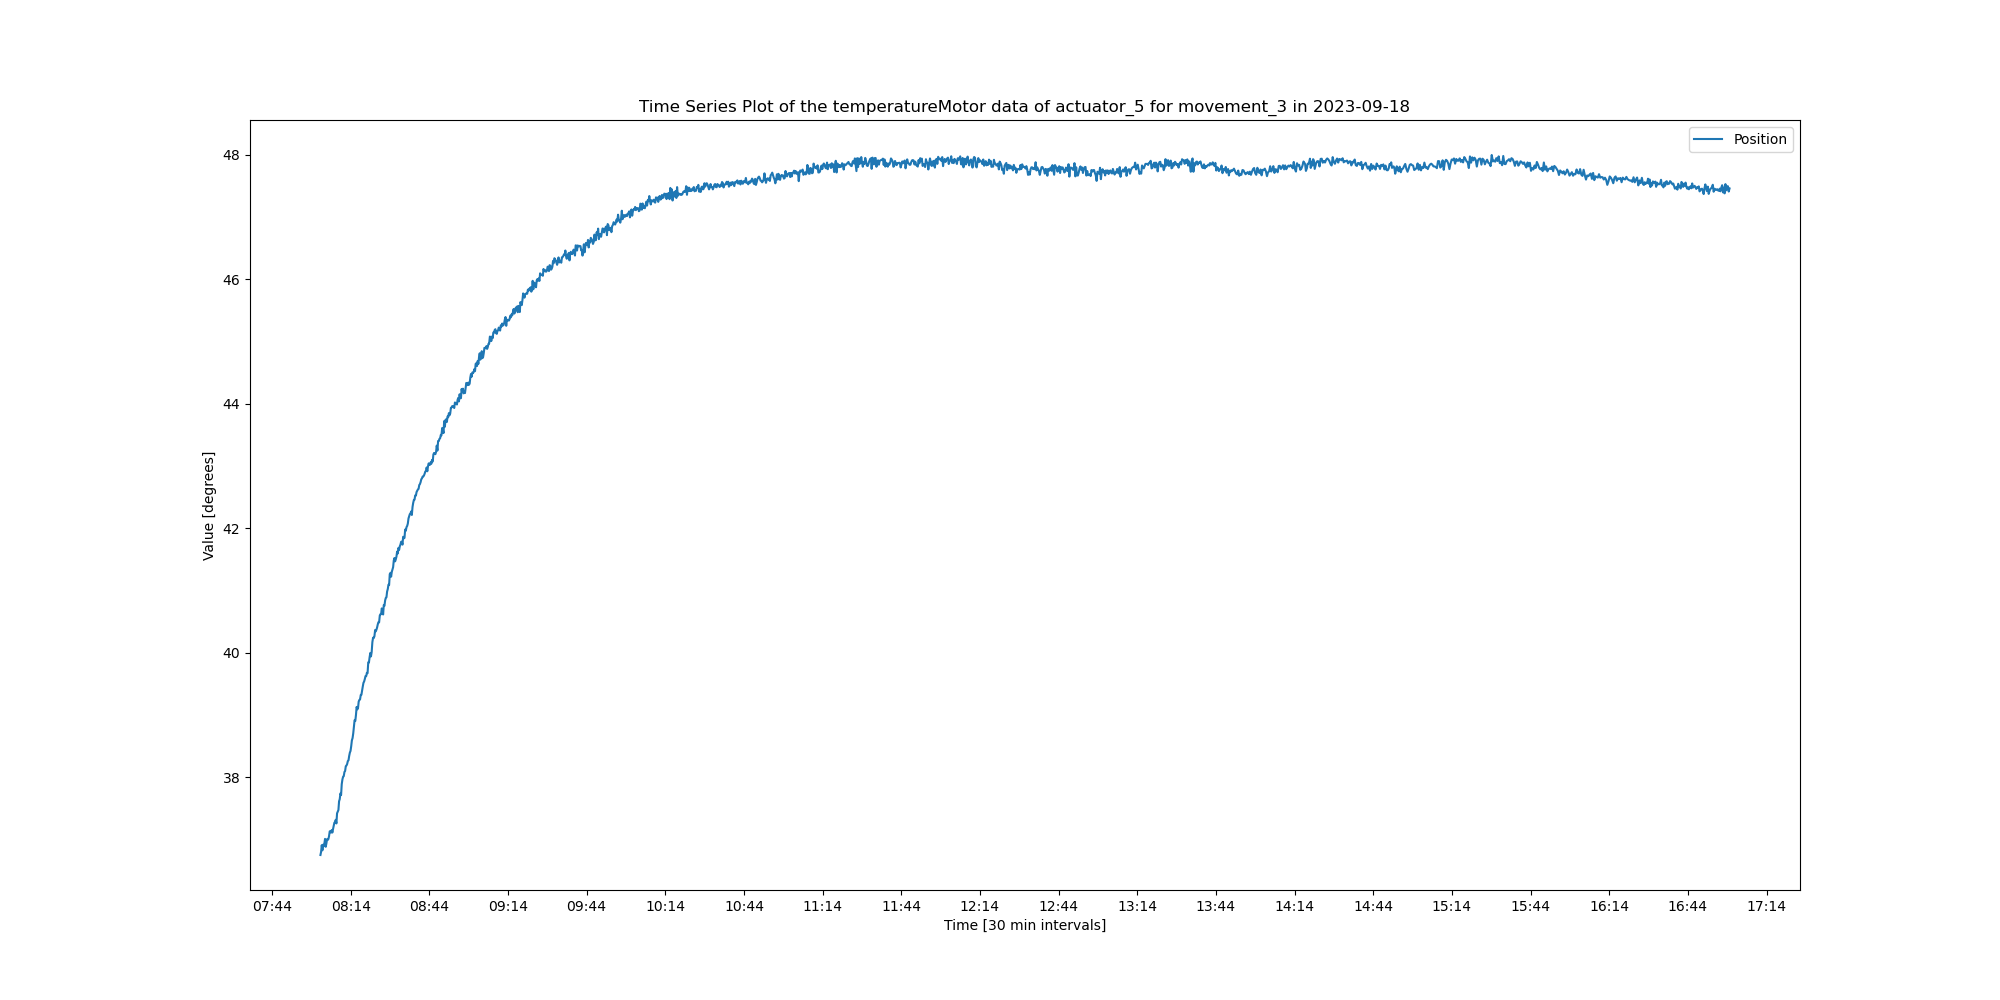 Time Series Plot of the temperatureMotor data of actuator_5 for movement_3 in 2023-09-18
Position
48
46
44
42
40
38
Value [degrees]
07:44 08:14 08:44 09:14 09:44 10:14 10:44 11:14 11:44 12:14 12:44 13:14 13:44 14:14 14:44 15:14 15:44 16:14 16:44 17:14
Time [30 min intervals]